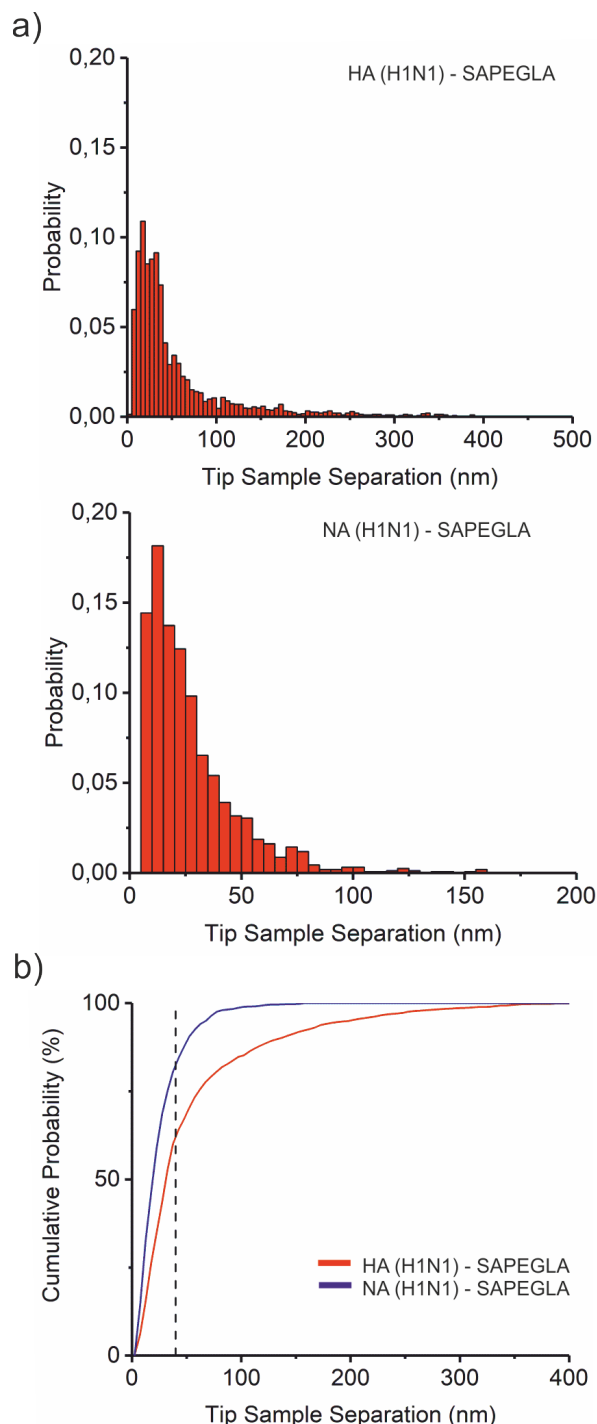 a)
HA (H1N1) - SAPEGLA
Probability
0,20
0,15
0,10
0,05
0,00
0 100 200 300 400 500
Tip Sample Separation (nm)
NA (H1N1) - SAPEGLA
Probability
0,20
0,15
0,10
0,05
0,00
0 50 100 150 200
Tip Sample Separation (nm)
b)
Cumulative Probability (%)
100
50
0
HA (H1N1) - SAPEGLA
NA (H1N1) - SAPEGLA
0 100 200 300 400
Tip Sample Separation (nm)